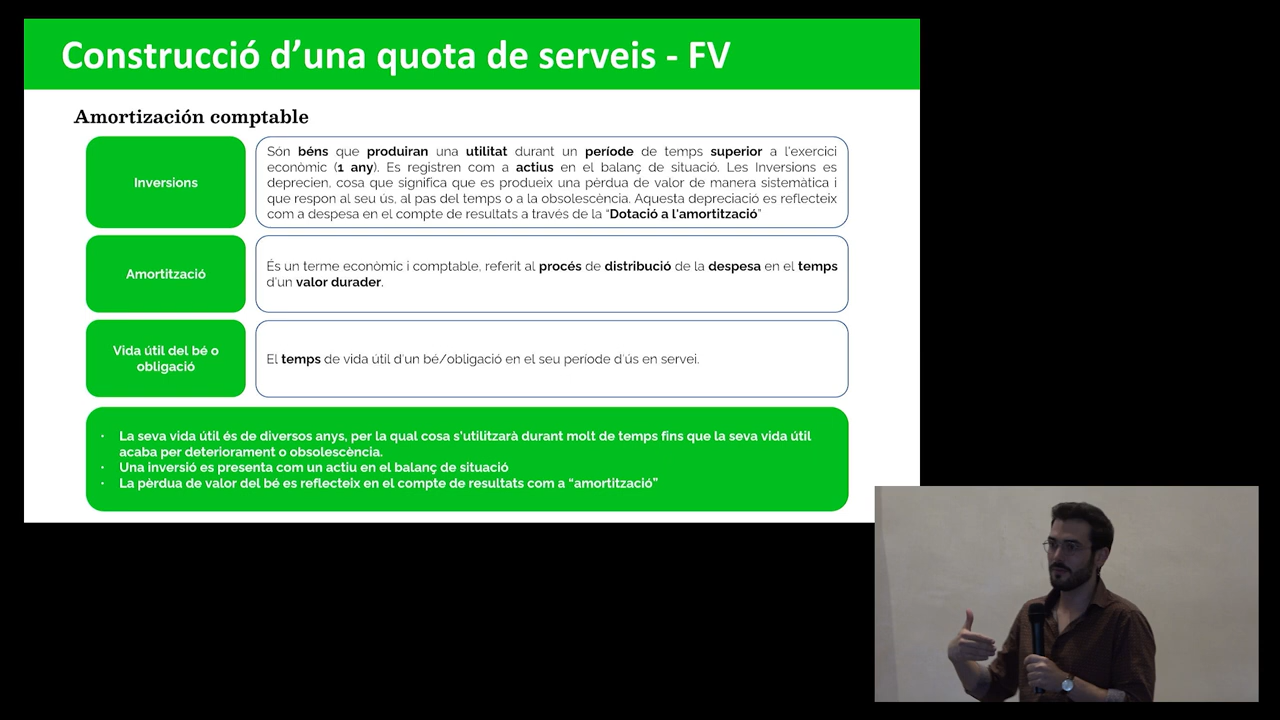 Construcció d'una quota de serveis - FV
Amortización comptable
Inversions
Són béns que produiran una utilitat durant un període de temps superior a l'exercici
econòmic (1 any). Es registren com a actius en el balanç de situació. Les Inversions es
deprecien, cosa que significa que es produeix una pèrdua de valor de manera sistemàtica i
que respon al seu ús, al pas del temps o a la obsolescència. Aquesta depreciació es reflecteix
com a despesa en el compte de resultats a través de la "Dotació a l'amortització"
Amortització
És un terme econòmic i comptable, referit al procés de distribució de la despesa en el temps
d'un valor durader.
Vida útil del bé o
obligació
El temps de vida útil d'un bé/obligació en el seu període d'ús en servei.
• La seva vida útil és de diversos anys, per la qual cosa s'utilitzarà durant molt de temps fins que la seva vida útil
acaba per deteriorament o obsolescència.
• Una inversió es presenta com un actiu en el balanç de situació
• La pèrdua de valor del bé es reflecteix en el compte de resultats com a "amortització"